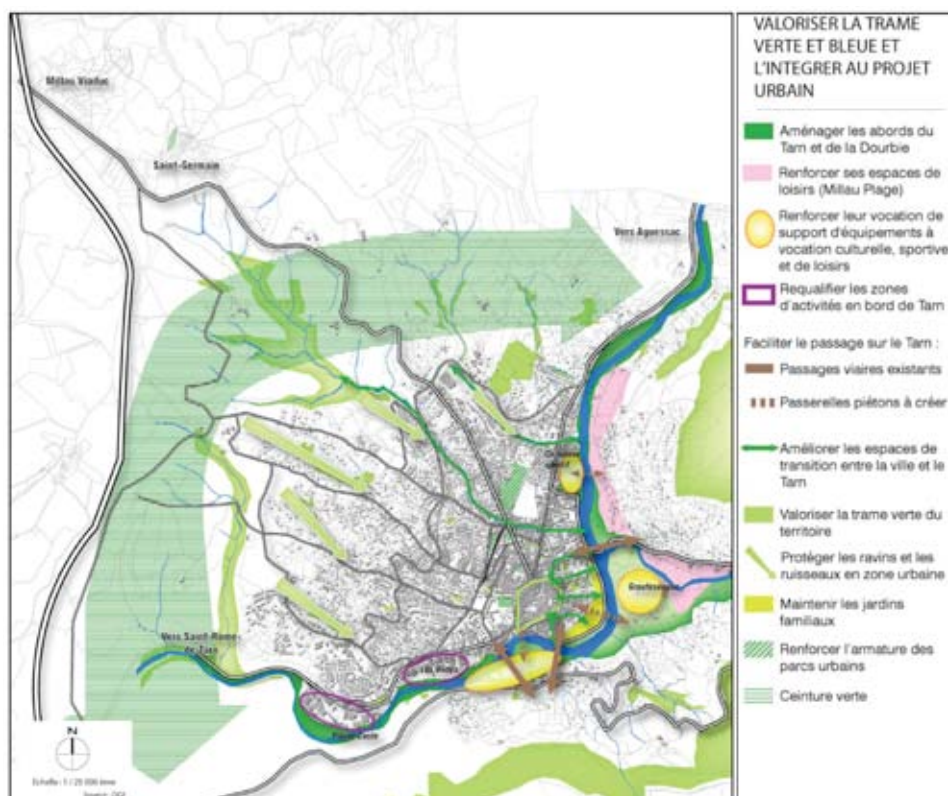 VALORISER LA TRAME
VERTE ET BLEUE ET
L'INTEGRER AU PROJET
URBAIN
Aménager les abords du
Tarn et de la Dourbie
Renforcer ses espaces de
loisirs (Millau Plage)
Renforcer leur vocation de
support d'équipements à
vocation culturelle, sportive
et de loisirs
Requalifier les zones
d'activités en bord de Tarn
Faciliter le passage sur le Tarn :
Passages viaires existants
Passerelles piétons à créer
Améliorer les espaces de
transition entre la ville et le
Tarn
Valoriser la trame verte du
territoire
Protéger les ravins et les
ruisseaux en zone urbaine
Maintenir les jardins
familiaux
Renforcer l'armature des
parcs urbains
Ceinture verte
Millau Viaduc
Saint-Germain
Vers Aguessac
Vers Saint-Rome-
de-Tarn
N